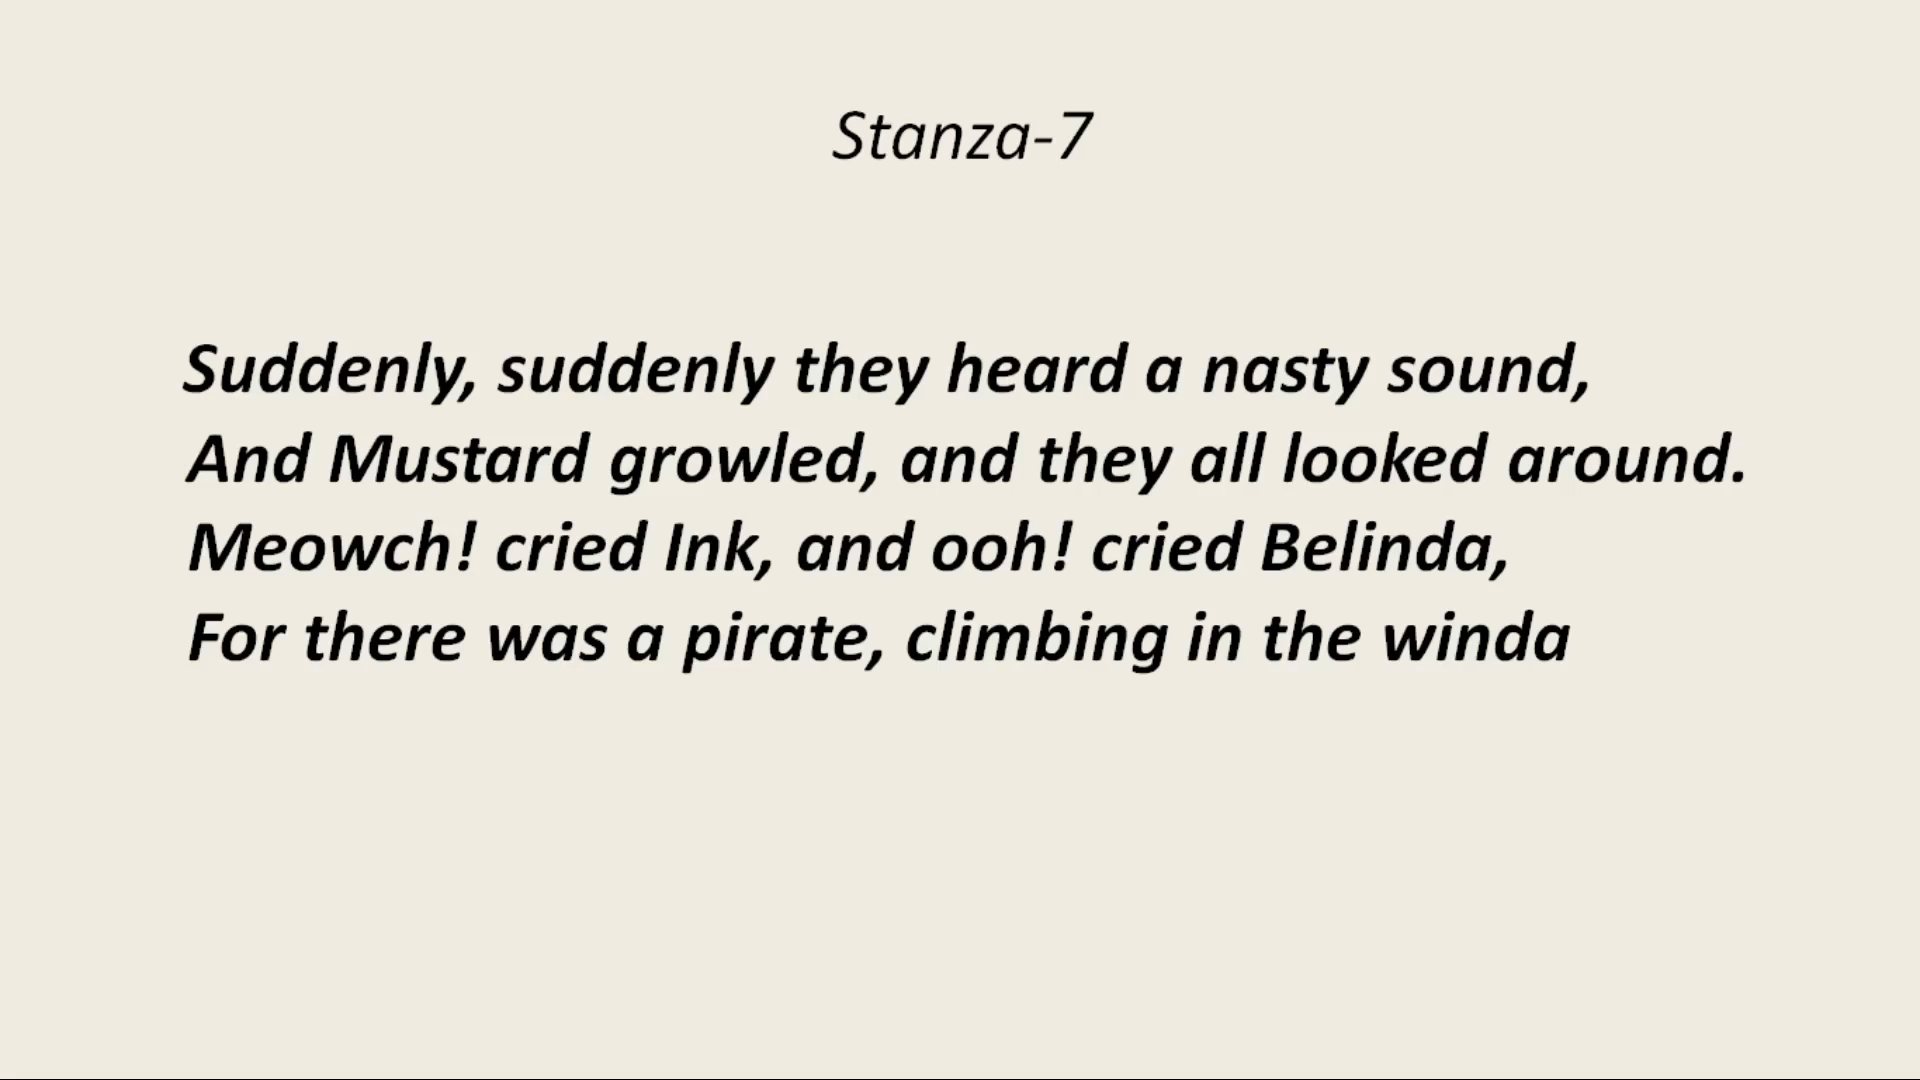 Stanza-7
Suddenly, suddenly they heard a nasty sound,
And Mustard growled, and they all looked around.
Meowch! cried Ink, and ooh! cried Belinda,
For there was a pirate, climbing in the winda